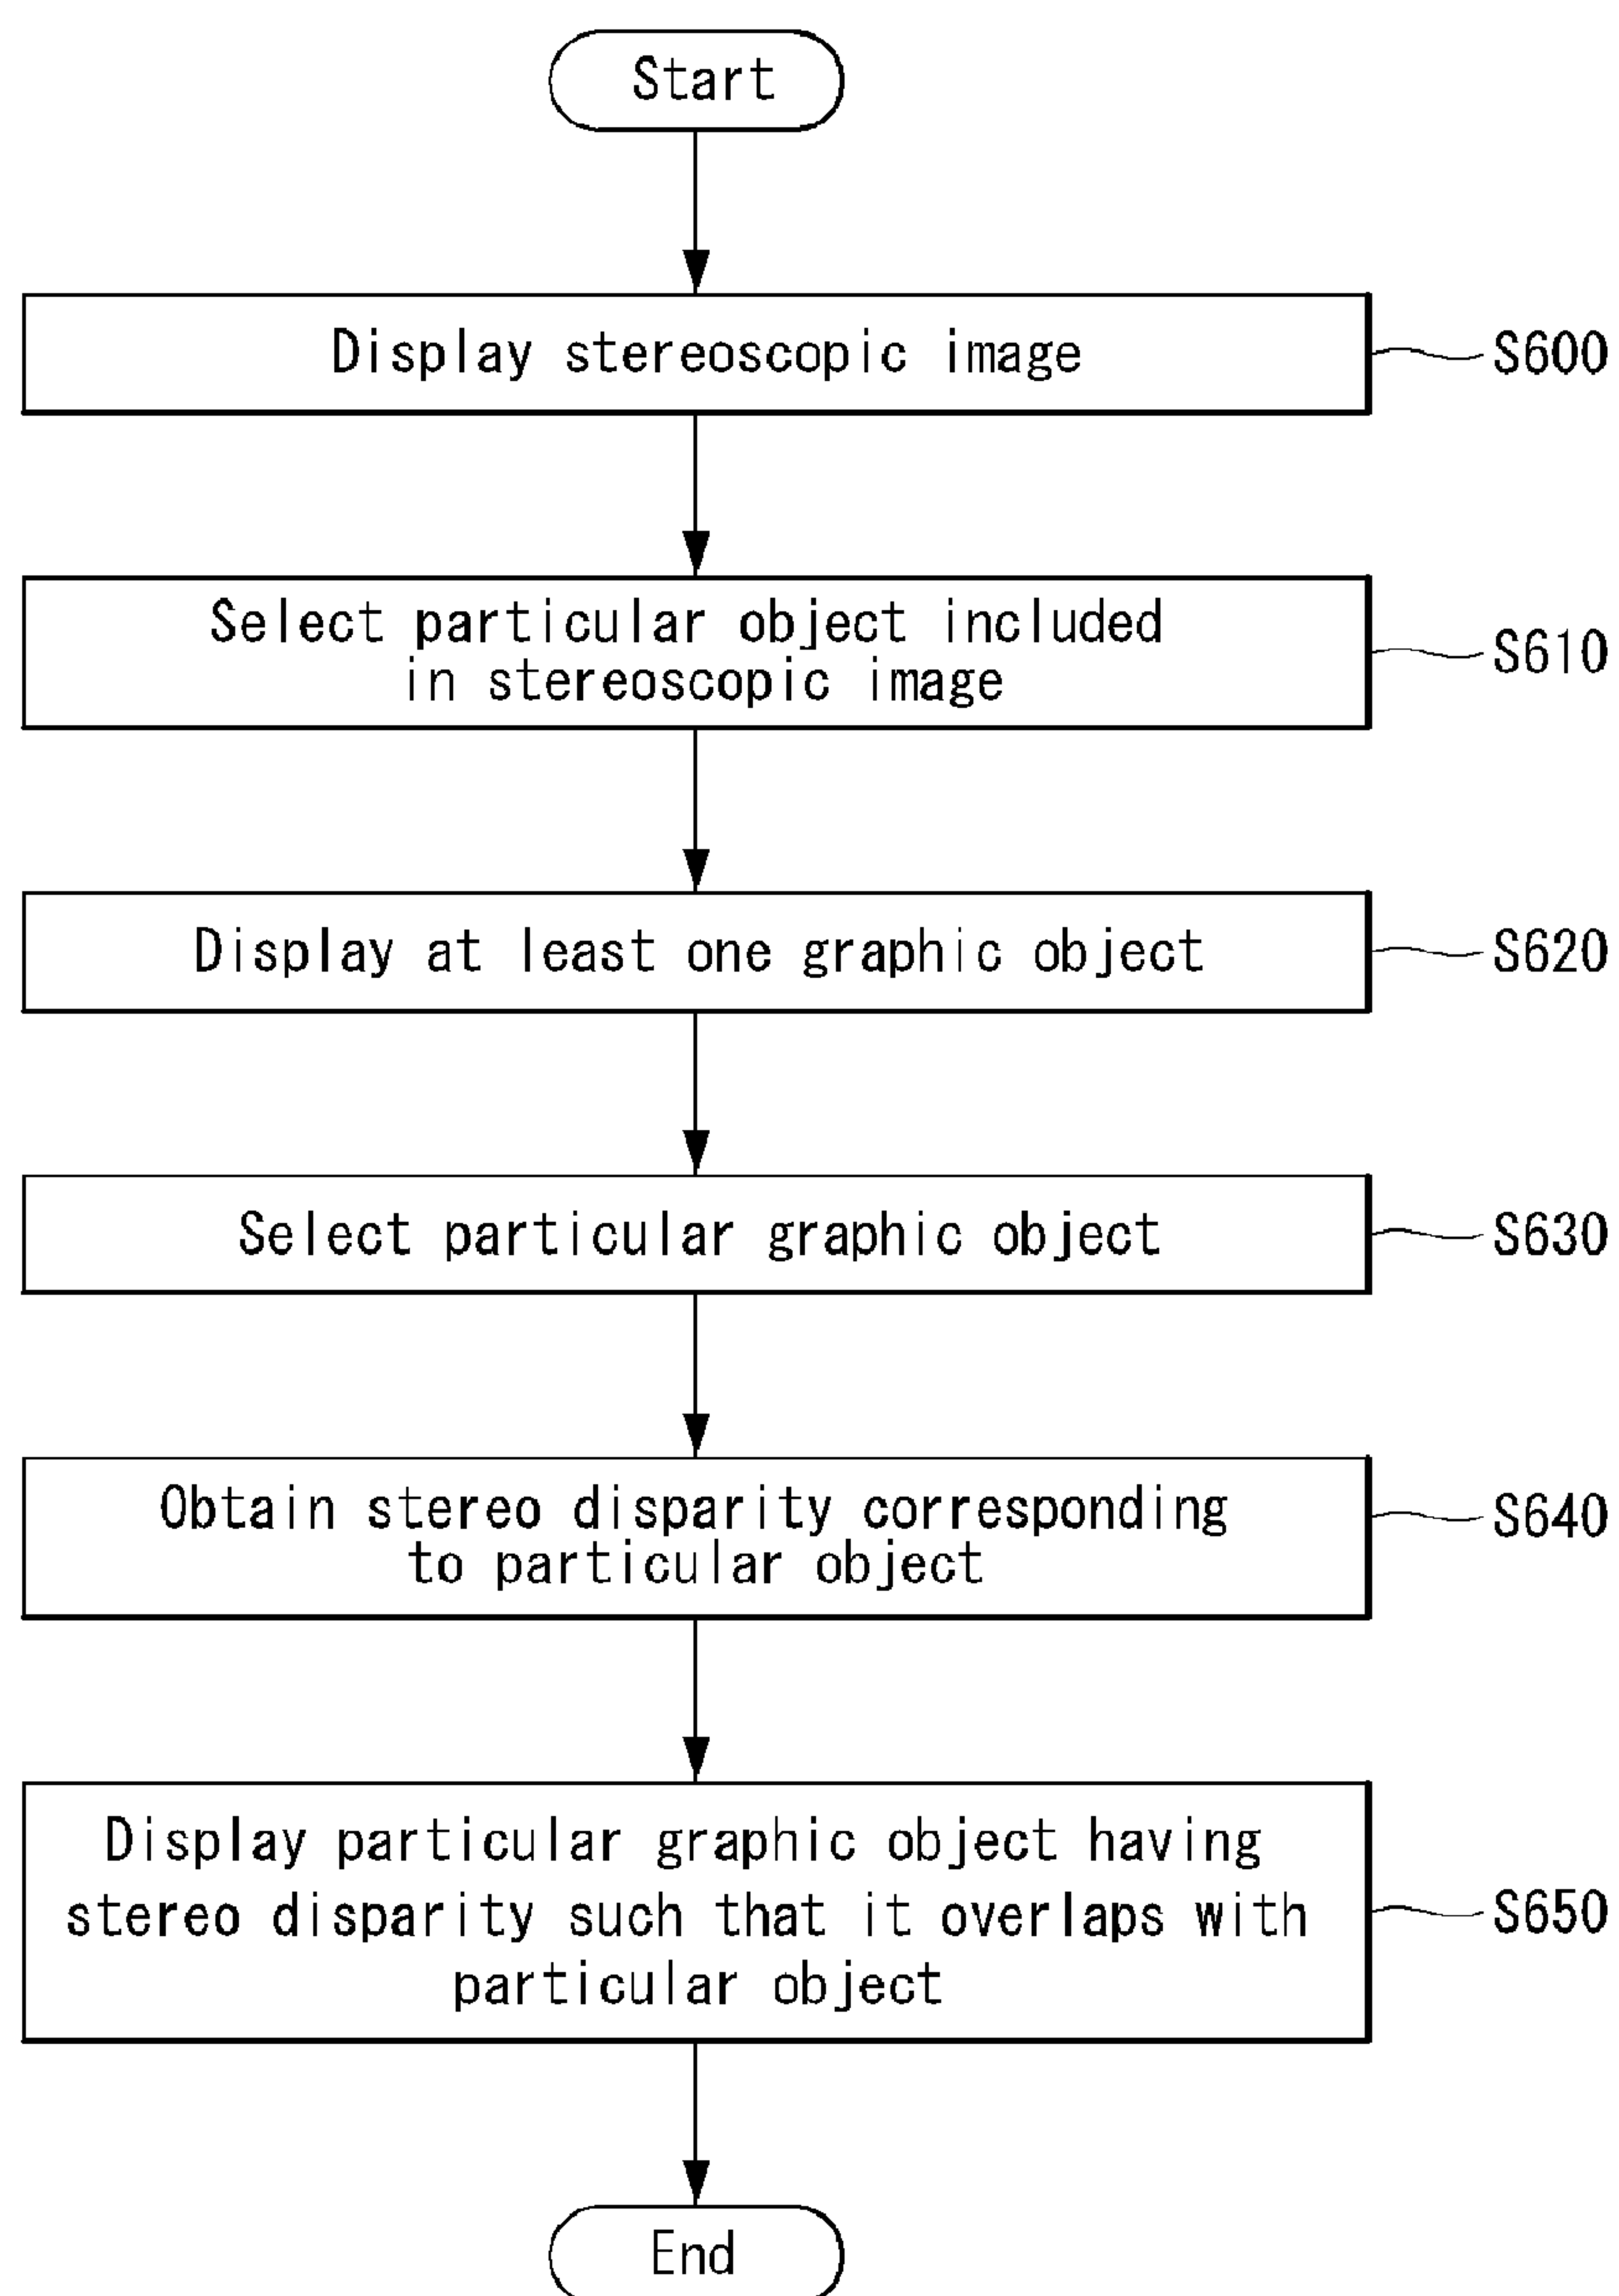 Start
Display stereoscopic image
S600
Select particular object included
in stereoscopic image
S610
Display at least one graphic object
S620
Select particular graphic object
S630
Obtain stereo disparity corresponding
to particular object
S640
Display particular graphic object having
stereo disparity such that it overlaps with
particular object
S650
End